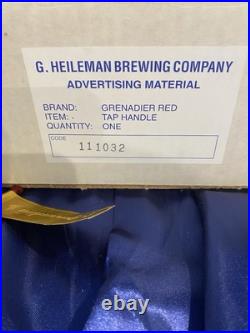 G. HEILEMAN BREWING COMPANY
ADVERTISING MATERIAL
BRAND: GRENADIER RED
ITEM: - TAP HANDLE
QUANTITY: ONE
CODE
111032